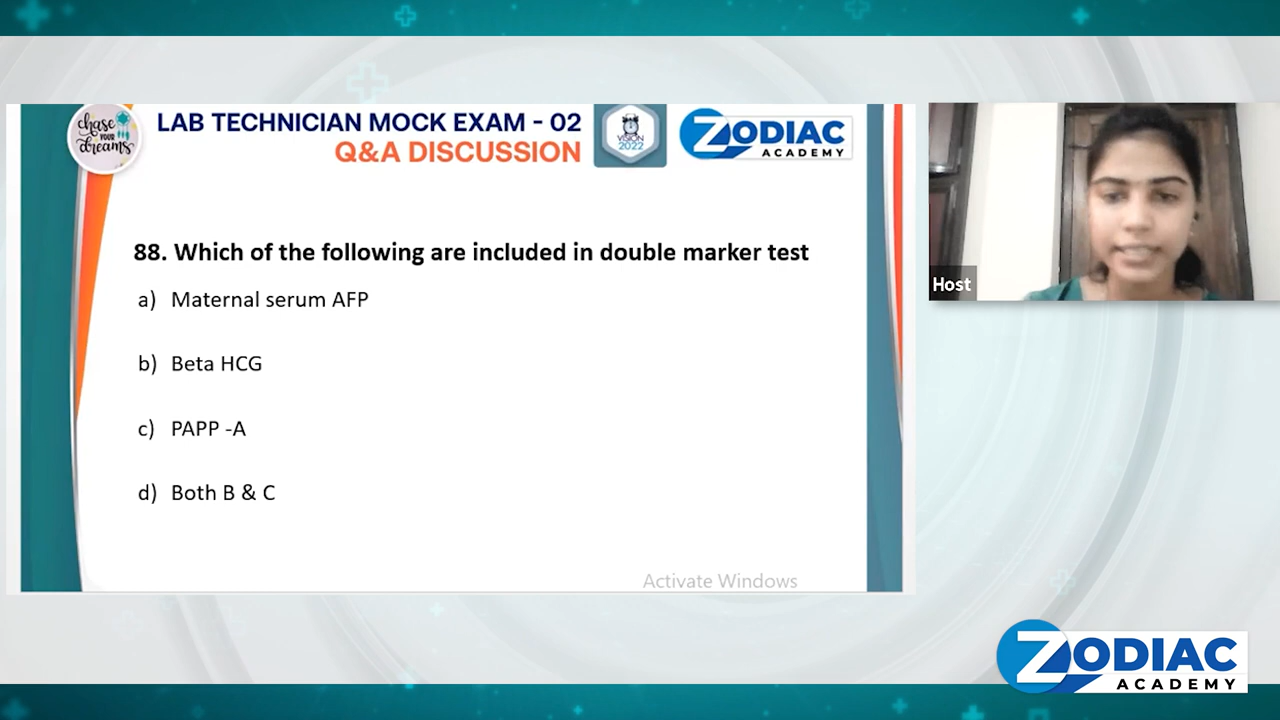 chase
YOUR
dreams
LAB TECHNICIAN MOCK EXAM - 02
Q&A DISCUSSION
VISION
2022
ZODIAC
ACADEMY
88. Which of the following are included in double marker test
a) Maternal serum AFP
b) Beta HCG
c) PAPP -A
d) Both B & C
Activate Windows
Host
ZODIAC
ACADEMY